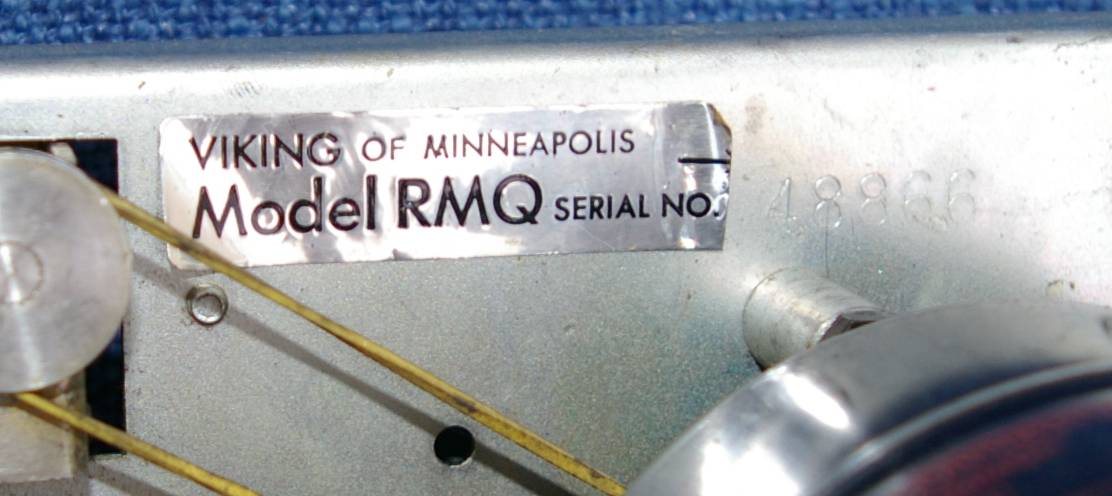 VIKING OF MINNEAPOLIS
Model RMQ SERIAL NO. 48866